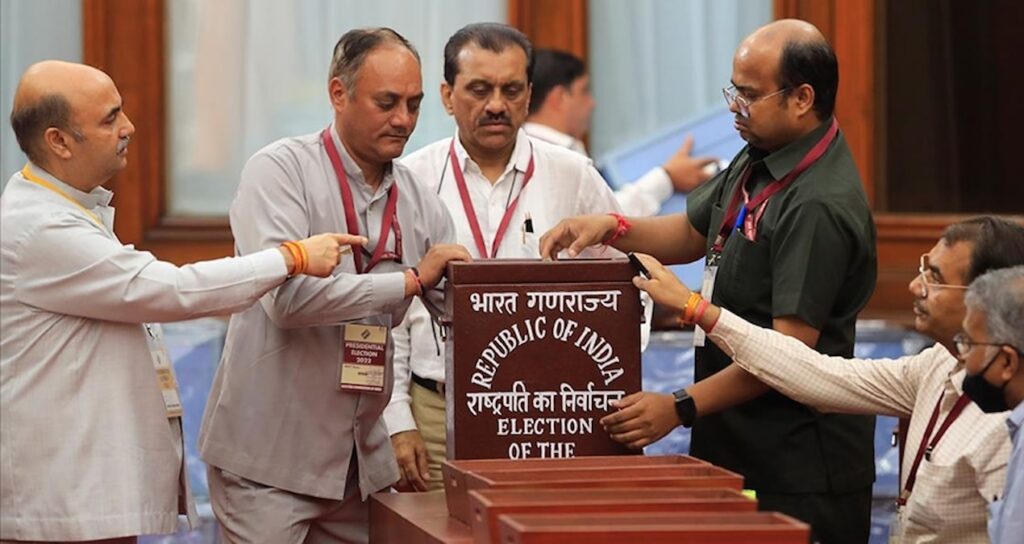 भारत गणराज्य
REPUBLIC OF INDIA
राष्ट्रपति का निर्वाचन
ELECTION
OF THE
PRESIDENTIAL
ELECTION
2022